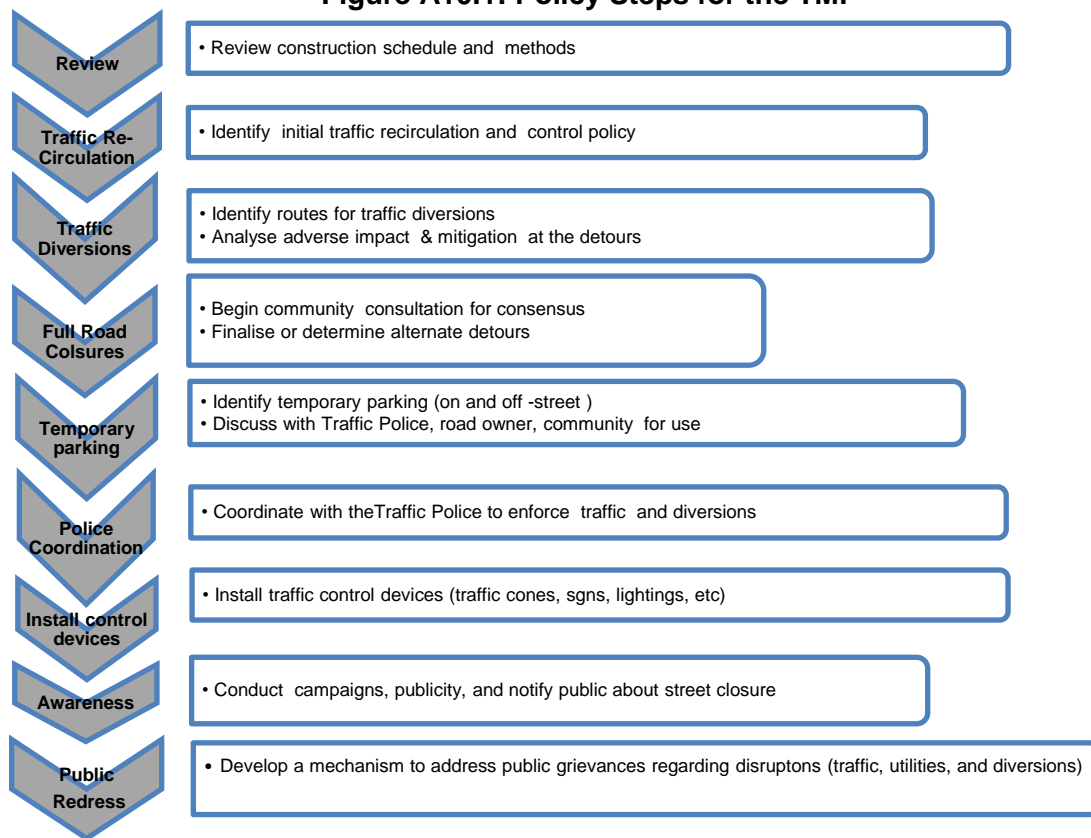 Figure A10.1: Policy Steps for the
Review
• Review construction schedule and methods
Traffic Re-
Circulation
• Identify initial traffic recirculation and control policy
Traffic
Diversions
• Identify routes for traffic diversions
• Analyse adverse impact & mitigation at the detours
Full Road
Colsures
• Begin community consultation for consensus
• Finalise or determine alternate detours
Temporary
parking
• Identify temporary parking (on and off -street )
• Discuss with Traffic Police, road owner, community for use
Police
Coordination
• Coordinate with theTraffic Police to enforce traffic and diversions
Install control
devices
• Install traffic control devices (traffic cones, sgns, lightings, etc)
Awareness
• Conduct campaigns, publicity, and notify public about street closure
Public
Redress
• Develop a mechanism to address public grievances regarding disruptons (traffic, utilities, and diversions)